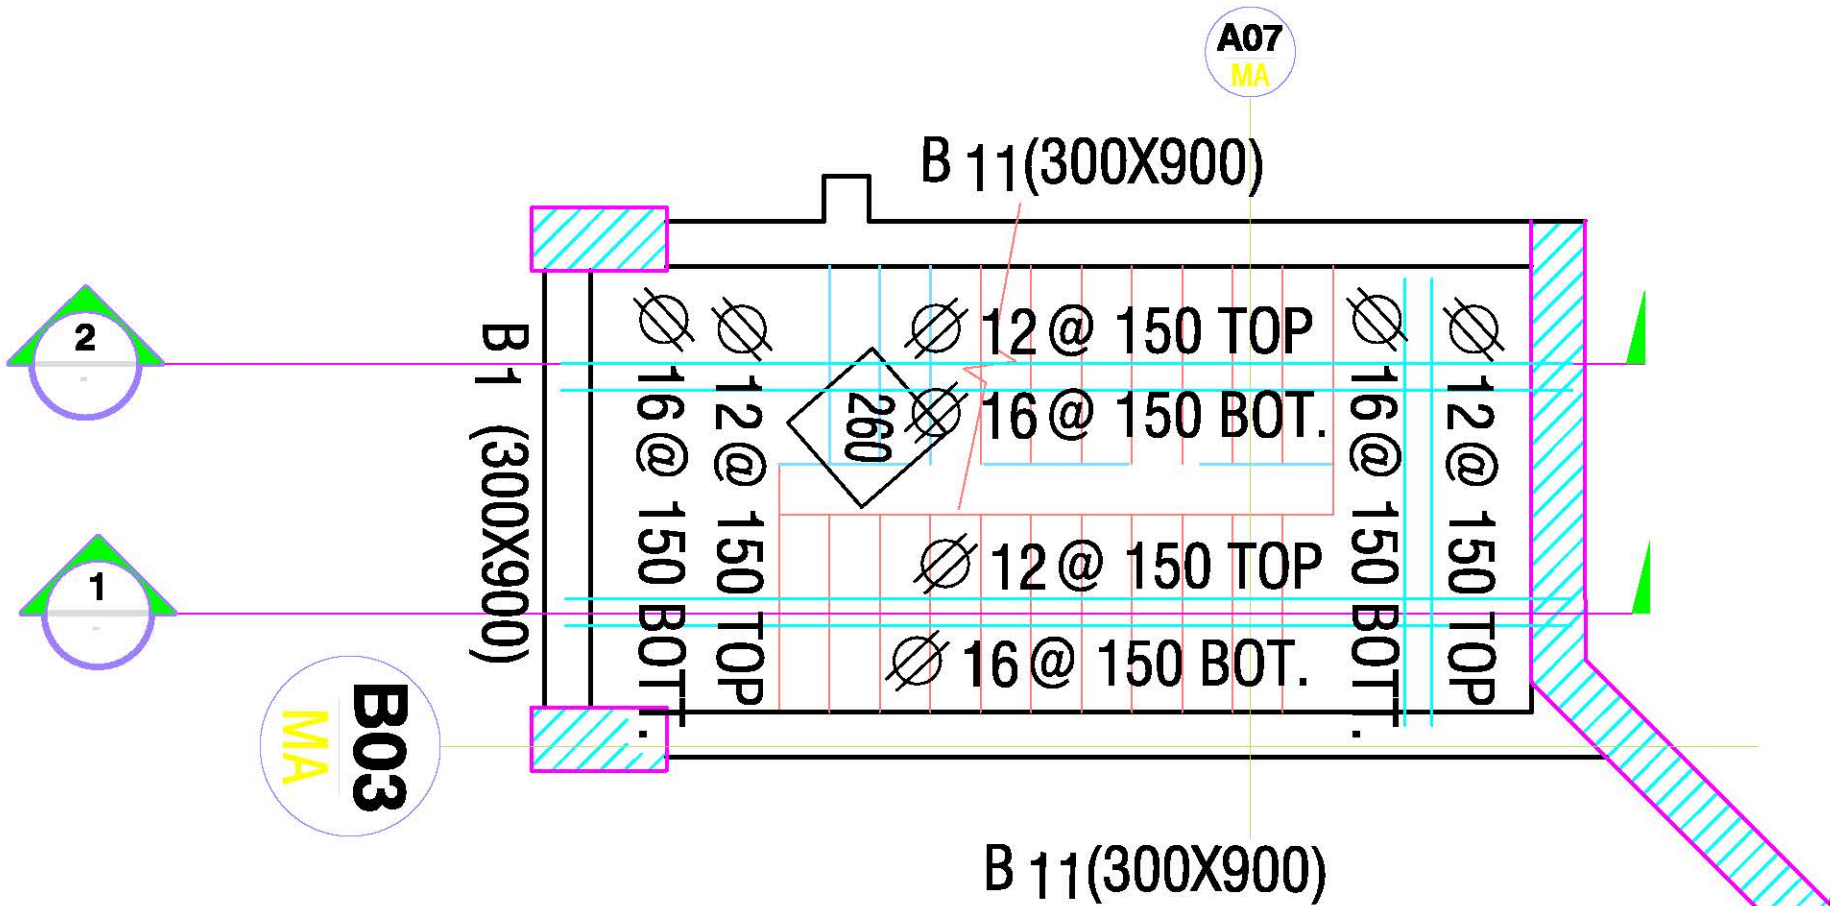 A07
MA
B 11(300X900)
2
-
B 1 (300X900)
Ø 16 @ 150 BOTT.
Ø 12 @ 150 TOP
Ø 12 @ 150 TOP
260
Ø 16 @ 150 BOT.
Ø 16 @ 150 BOTT.
Ø 12 @ 150 TOP
1
-
Ø 12 @ 150 TOP
Ø 16 @ 150 BOT.
B03
MA
B 11(300X900)